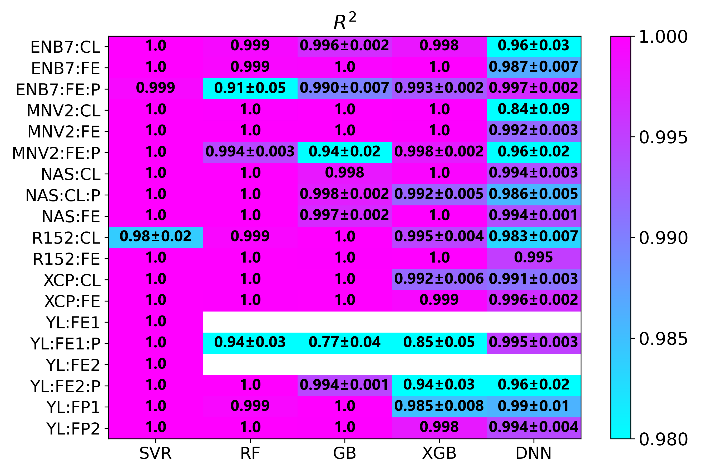 R²
ENB7:CL 1.0 0.999 0.996±0.002 0.998 0.96±0.03
ENB7:FE 1.0 0.999 1.0 1.0 0.987±0.007
ENB7:FE:P 0.999 0.91±0.05 0.990±0.007 0.993±0.002 0.997±0.002
MNV2:CL 1.0 1.0 1.0 1.0 0.84±0.09
MNV2:FE 1.0 1.0 1.0 1.0 0.992±0.003
MNV2:FE:P 1.0 0.994±0.003 0.94±0.02 0.998±0.002 0.96±0.02
NAS:CL 1.0 1.0 0.998 1.0 0.994±0.003
NAS:CL:P 1.0 1.0 0.998±0.002 0.992±0.005 0.986±0.005
NAS:FE 1.0 1.0 0.997±0.002 1.0 0.994±0.001
R152:CL 0.98±0.02 0.999 1.0 0.995±0.004 0.983±0.007
R152:FE 1.0 1.0 1.0 1.0 0.995
XCP:CL 1.0 1.0 1.0 0.992±0.006 0.991±0.003
XCP:FE 1.0 1.0 1.0 0.999 0.996±0.002
YL:FE1 1.0
YL:FE1:P 1.0 0.94±0.03 0.77±0.04 0.85±0.05 0.995±0.003
YL:FE2 1.0
YL:FE2:P 1.0 1.0 0.994±0.001 0.94±0.03 0.96±0.02
YL:FP1 1.0 0.999 1.0 0.985±0.008 0.99±0.01
YL:FP2 1.0 1.0 1.0 0.998 0.994±0.004
SVR RF GB XGB DNN
1.000
0.995
0.990
0.985
0.980